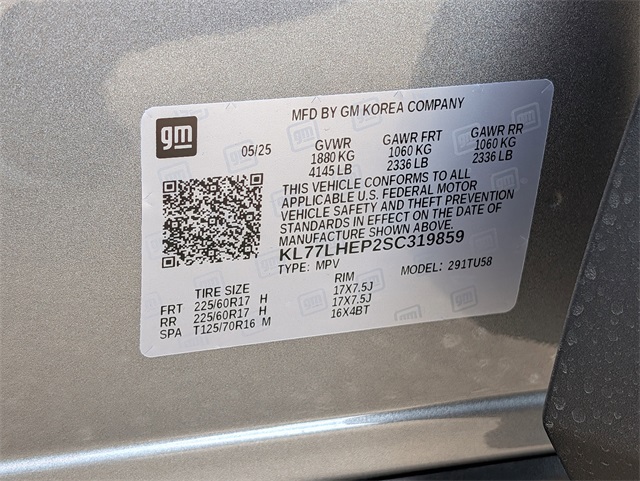 MFD BY GM KOREA COMPANY
gm
05/25 GVWR GAWR FRT GAWR RR
1880 KG 1060 KG 1060 KG
4145 LB 2336 LB 2336 LB
THIS VEHICLE CONFORMS TO ALL
APPLICABLE U.S. FEDERAL MOTOR
VEHICLE SAFETY AND THEFT PREVENTION
STANDARDS IN EFFECT ON THE DATE OF
MANUFACTURE SHOWN ABOVE.
KL77LHEP2SC319859
TYPE: MPV MODEL: 291TU58
TIRE SIZE RIM
FRT 225/60R17 H 17X7.5J
RR 225/60R17 H 17X7.5J
SPA T125/70R16 M 16X4BT